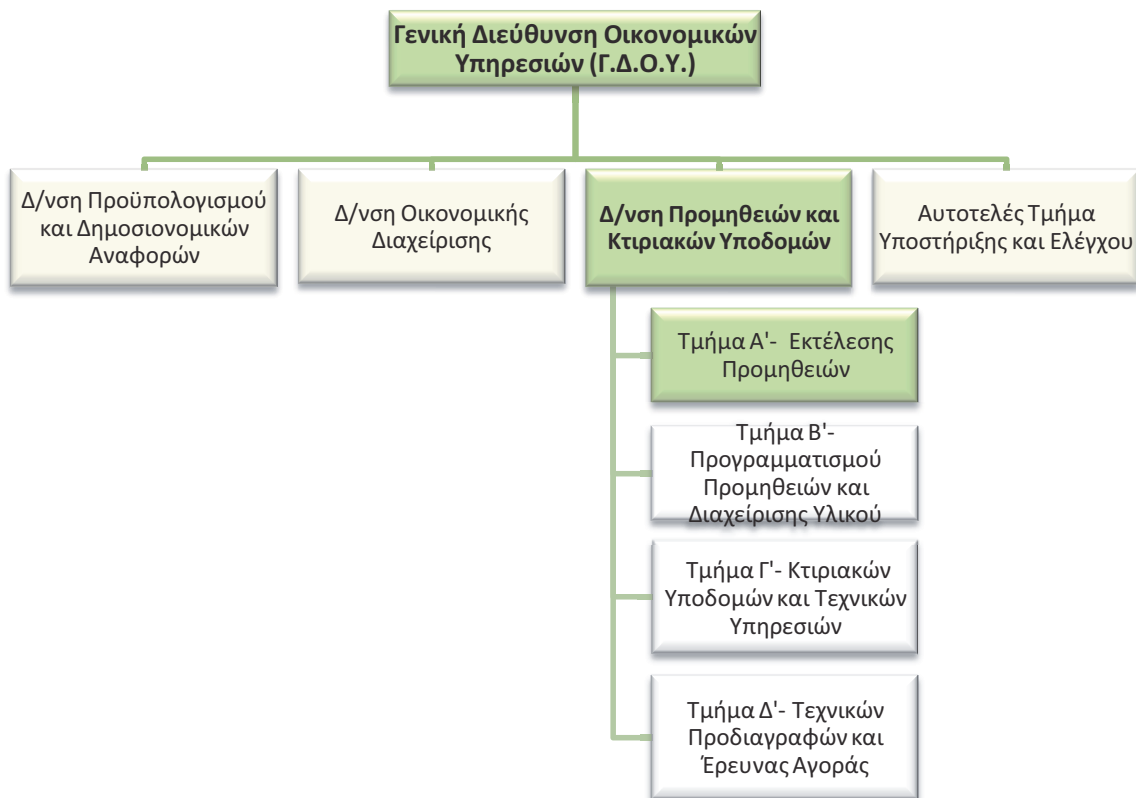 Γενική Διεύθυνση Οικονομικών
Υπηρεσιών (Γ.Δ.Ο.Υ.)
Δ/νση Προϋπολογισμού
και Δημοσιονομικών
Αναφορών
Δ/νση Οικονομικής
Διαχείρισης
Δ/νση Προμηθειών και
Κτιριακών Υποδομών
Αυτοτελές Τμήμα
Υποστήριξης και Ελέγχου
Τμήμα Α'- Εκτέλεσης
Προμηθειών
Τμήμα Β'-
Προγραμματισμού
Προμηθειών και
Διαχείρισης Υλικού
Τμήμα Γ'- Κτιριακών
Υποδομών και Τεχνικών
Υπηρεσιών
Τμήμα Δ'- Τεχνικών
Προδιαγραφών και
Έρευνας Αγοράς